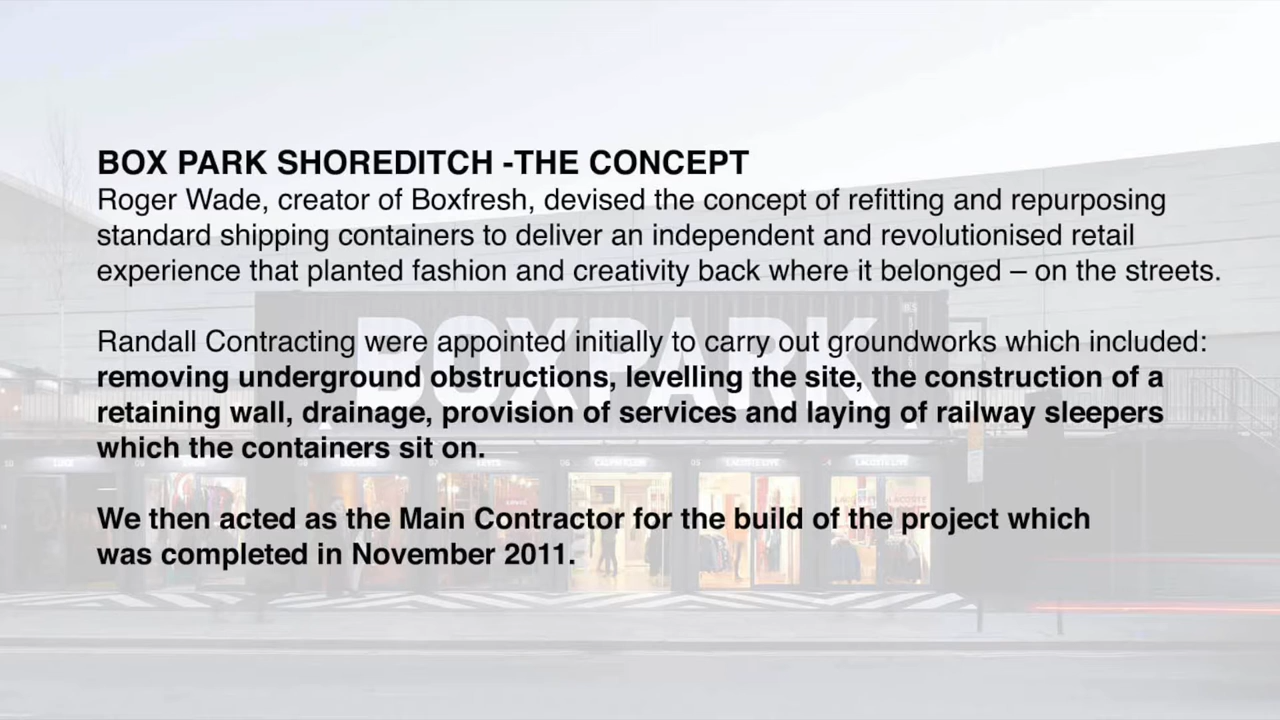 BOX PARK SHOREDITCH -THE CONCEPT
Roger Wade, creator of Boxfresh, devised the concept of refitting and repurposing
standard shipping containers to deliver an independent and revolutionised retail
experience that planted fashion and creativity back where it belonged – on the streets.
Randall Contracting were appointed initially to carry out groundworks which included:
removing underground obstructions, levelling the site, the construction of a
retaining wall, drainage, provision of services and laying of railway sleepers
which the containers sit on.
We then acted as the Main Contractor for the build of the project which
was completed in November 2011.
BOXPARK